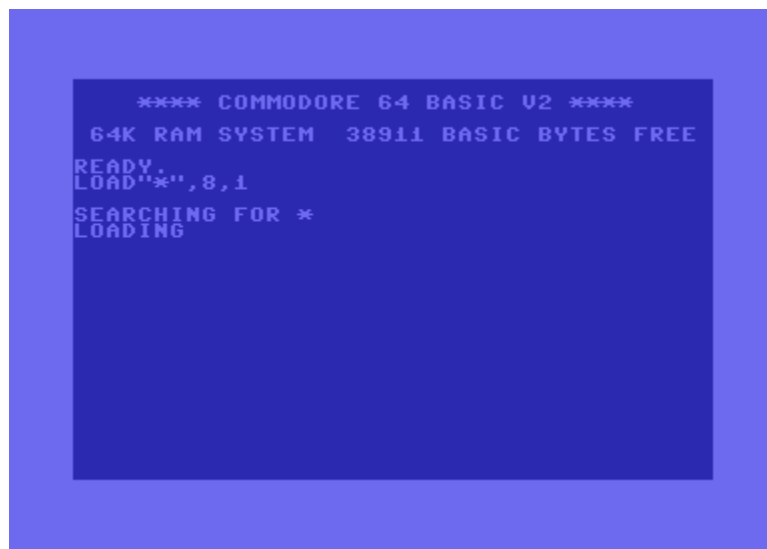 **** COMMODORE 64 BASIC V2 ****
64K RAM SYSTEM  38911 BASIC BYTES FREE
READY.
LOAD"*",8,1
SEARCHING FOR *
LOADING